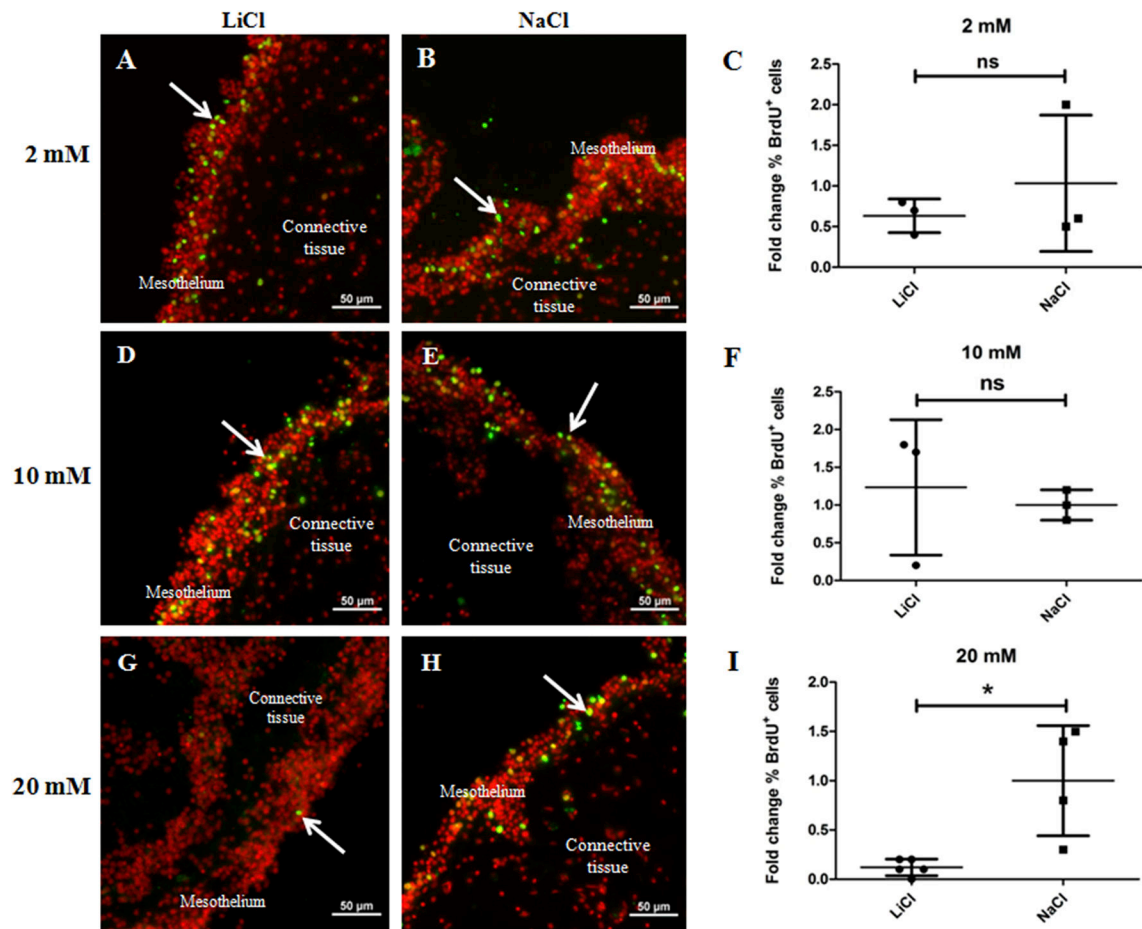 LiCl
NaCl
2 mM
A
Mesothelium
Connective
tissue
50 µm
B
Mesothelium
Connective
tissue
50 µm
C
2 mM
ns
Fold change % BrdU⁺ cells
2.5
2.0
1.5
1.0
0.5
0.0
LiCl
NaCl
10 mM
D
Connective
tissue
Mesothelium
50 µm
E
Mesothelium
Connective
tissue
50 µm
F
10 mM
ns
Fold change % BrdU⁺ cells
2.5
2.0
1.5
1.0
0.5
0.0
LiCl
NaCl
20 mM
G
Connective
tissue
Mesothelium
50 µm
H
Mesothelium
Connective
tissue
50 µm
I
20 mM
*
Fold change % BrdU⁺ cells
2.0
1.5
1.0
0.5
0.0
LiCl
NaCl